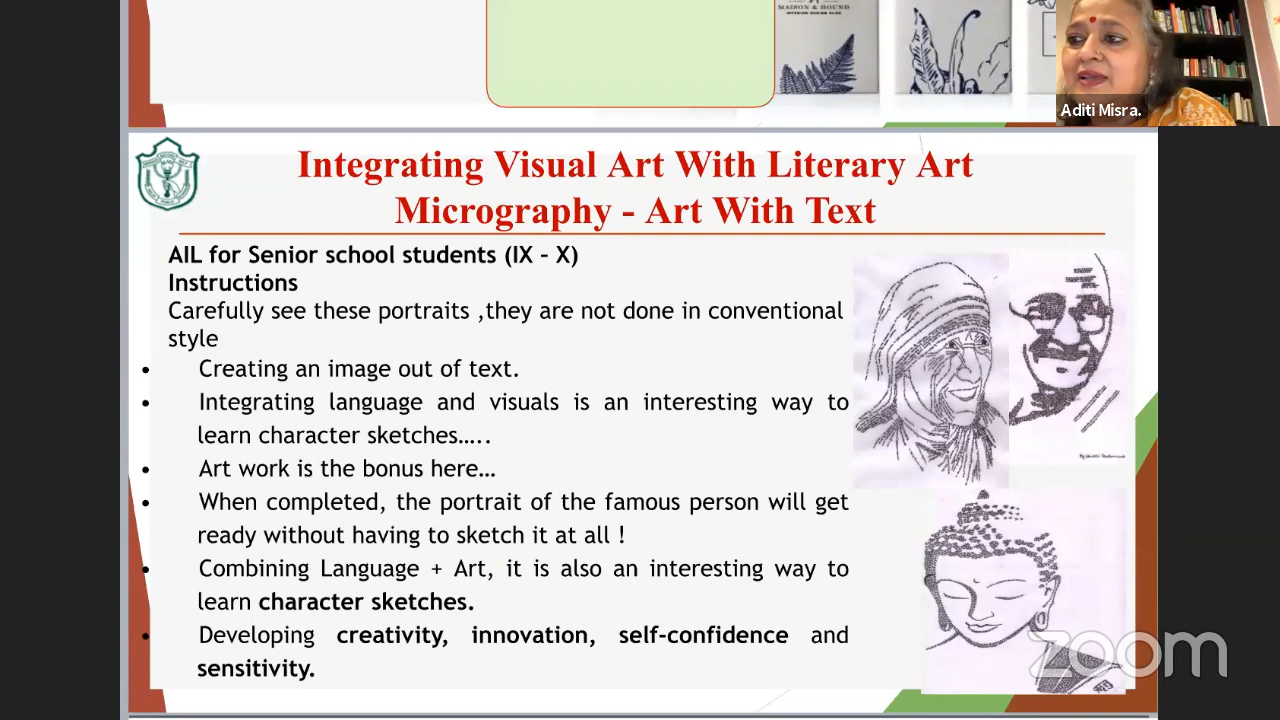 MAISON & HOUND
Aditi Misra.
Integrating Visual Art With Literary Art
Micrography - Art With Text
AIL for Senior school students (IX – X)
Instructions
Carefully see these portraits ,they are not done in conventional
style
• Creating an image out of text.
• Integrating language and visuals is an interesting way to
learn character sketches…..
• Art work is the bonus here…
• When completed, the portrait of the famous person will get
ready without having to sketch it at all !
• Combining Language + Art, it is also an interesting way to
learn character sketches.
• Developing creativity, innovation, self-confidence and
sensitivity.
zoom